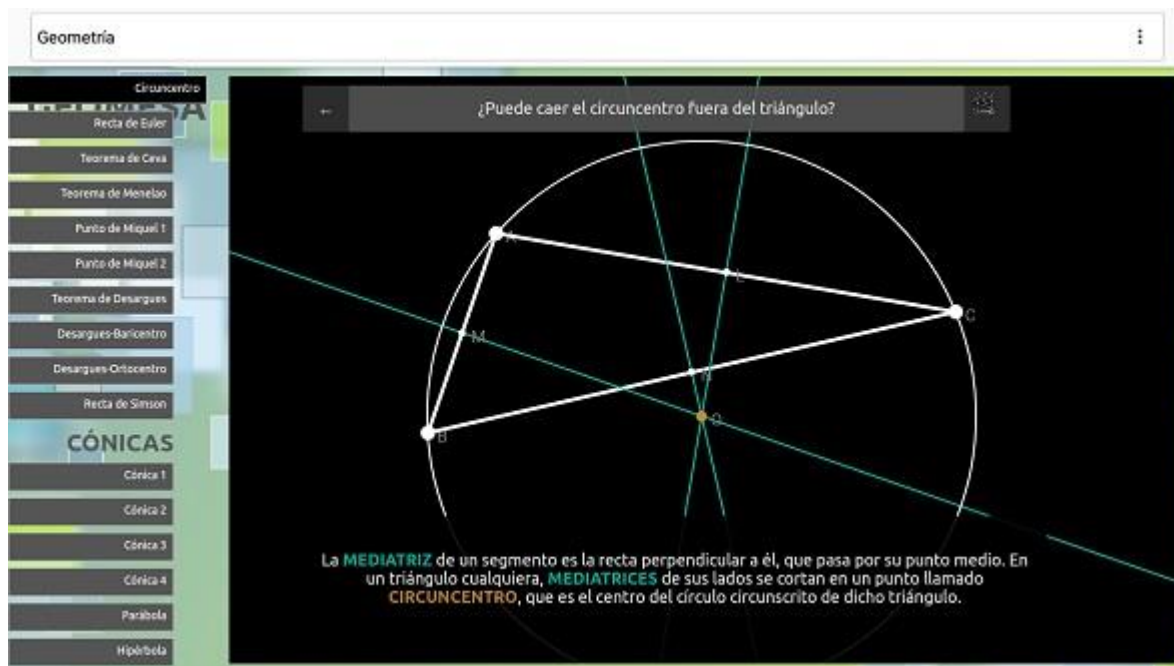 Geometría
Circuncentro
Recta de Euler
Teorema de Ceva
Teorema de Menelao
Punto de Miquel 1
Punto de Miquel 2
Teorema de Desargues
Desargues-Baricentro
Desargues-Ortocentro
Recta de Simson
CÓNICAS
Cónica 1
Cónica 2
Cónica 3
Cónica 4
Parábola
Hipérbola
←
¿Puede caer el circuncentro fuera del triángulo?
A
L
C
M
N
O
B
La MEDIATRIZ de un segmento es la recta perpendicular a él, que pasa por su punto medio. En
un triángulo cualquiera, MEDIATRICES de sus lados se cortan en un punto llamado
CIRCUNCENTRO, que es el centro del círculo circunscrito de dicho triángulo.